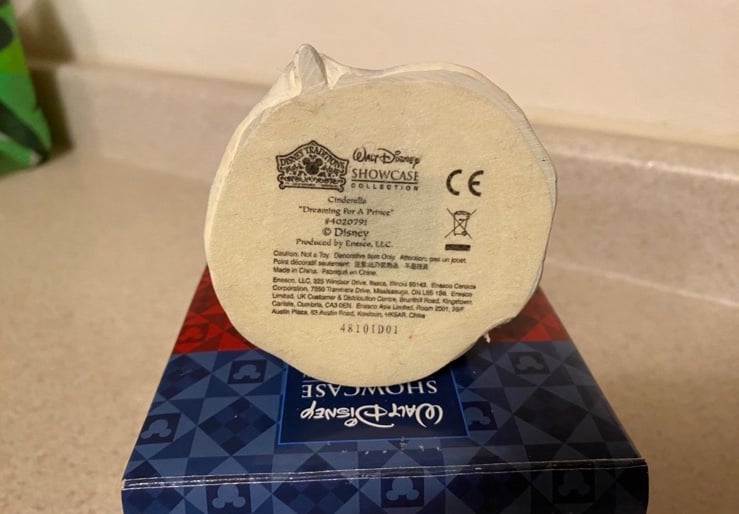 DISNEY TRADITIONS
Walt Disney
SHOWCASE
COLLECTION
CE
Cinderella
"Dreaming For A Prince"
#4020791
© Disney
Produced by Enesco, LLC.
Caution: Not a Toy. Decorative Item Only. Attention: pas un jouet.
Point décoratif seulement.
Made in China. Fabriqué en Chine.
Enesco, LLC, 225 Windsor Drive, Itasca, Illinois 60143. Enesco Canada
Corporation, 7550 Tranmere Drive, Mississauga, ON L5S 1S6. Enesco
Limited, UK Customer & Distribution Centre, Brunthill Road, Kingstown,
Carlisle, Cumbria, CA3 0EN. Enesco Asia Limited, Room 2001, 20/F
Austin Plaza, 83 Austin Road, Kowloon, HKSAR, China
48101D01
Walt Disney
SHOWCASE